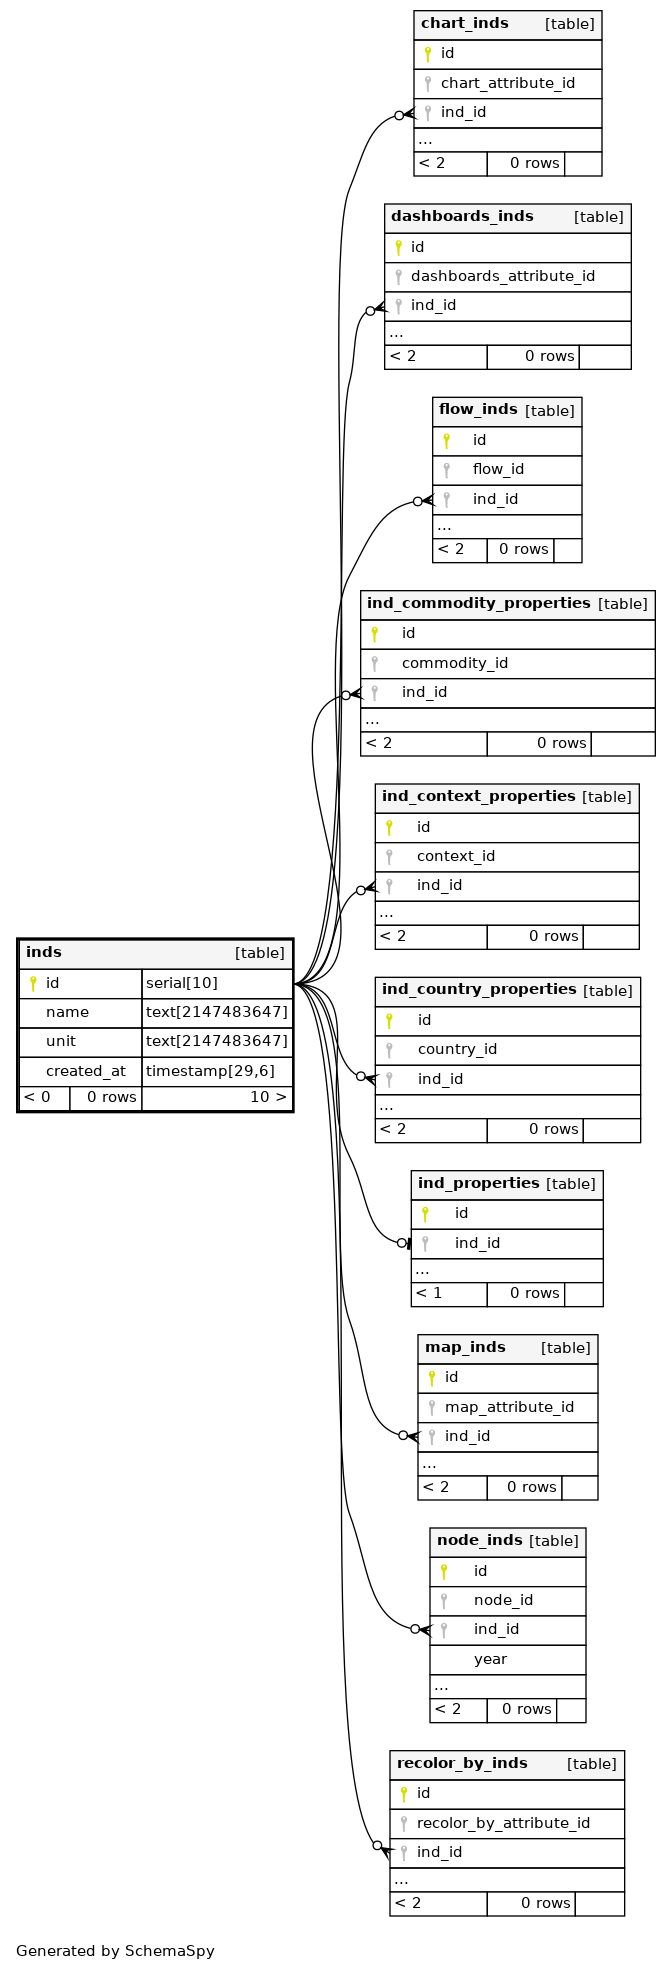 chart_inds [table]
id
chart_attribute_id
ind_id
...
< 2 0 rows
dashboards_inds [table]
id
dashboards_attribute_id
ind_id
...
< 2 0 rows
flow_inds [table]
id
flow_id
ind_id
...
< 2 0 rows
ind_commodity_properties [table]
id
commodity_id
ind_id
...
< 2 0 rows
ind_context_properties [table]
id
context_id
ind_id
...
< 2 0 rows
inds [table]
id serial[10]
name text[2147483647]
unit text[2147483647]
created_at timestamp[29,6]
< 0 0 rows 10 >
ind_country_properties [table]
id
country_id
ind_id
...
< 2 0 rows
ind_properties [table]
id
ind_id
...
< 1 0 rows
map_inds [table]
id
map_attribute_id
ind_id
...
< 2 0 rows
node_inds [table]
id
node_id
ind_id
year
...
< 2 0 rows
recolor_by_inds [table]
id
recolor_by_attribute_id
ind_id
...
< 2 0 rows
Generated by SchemaSpy